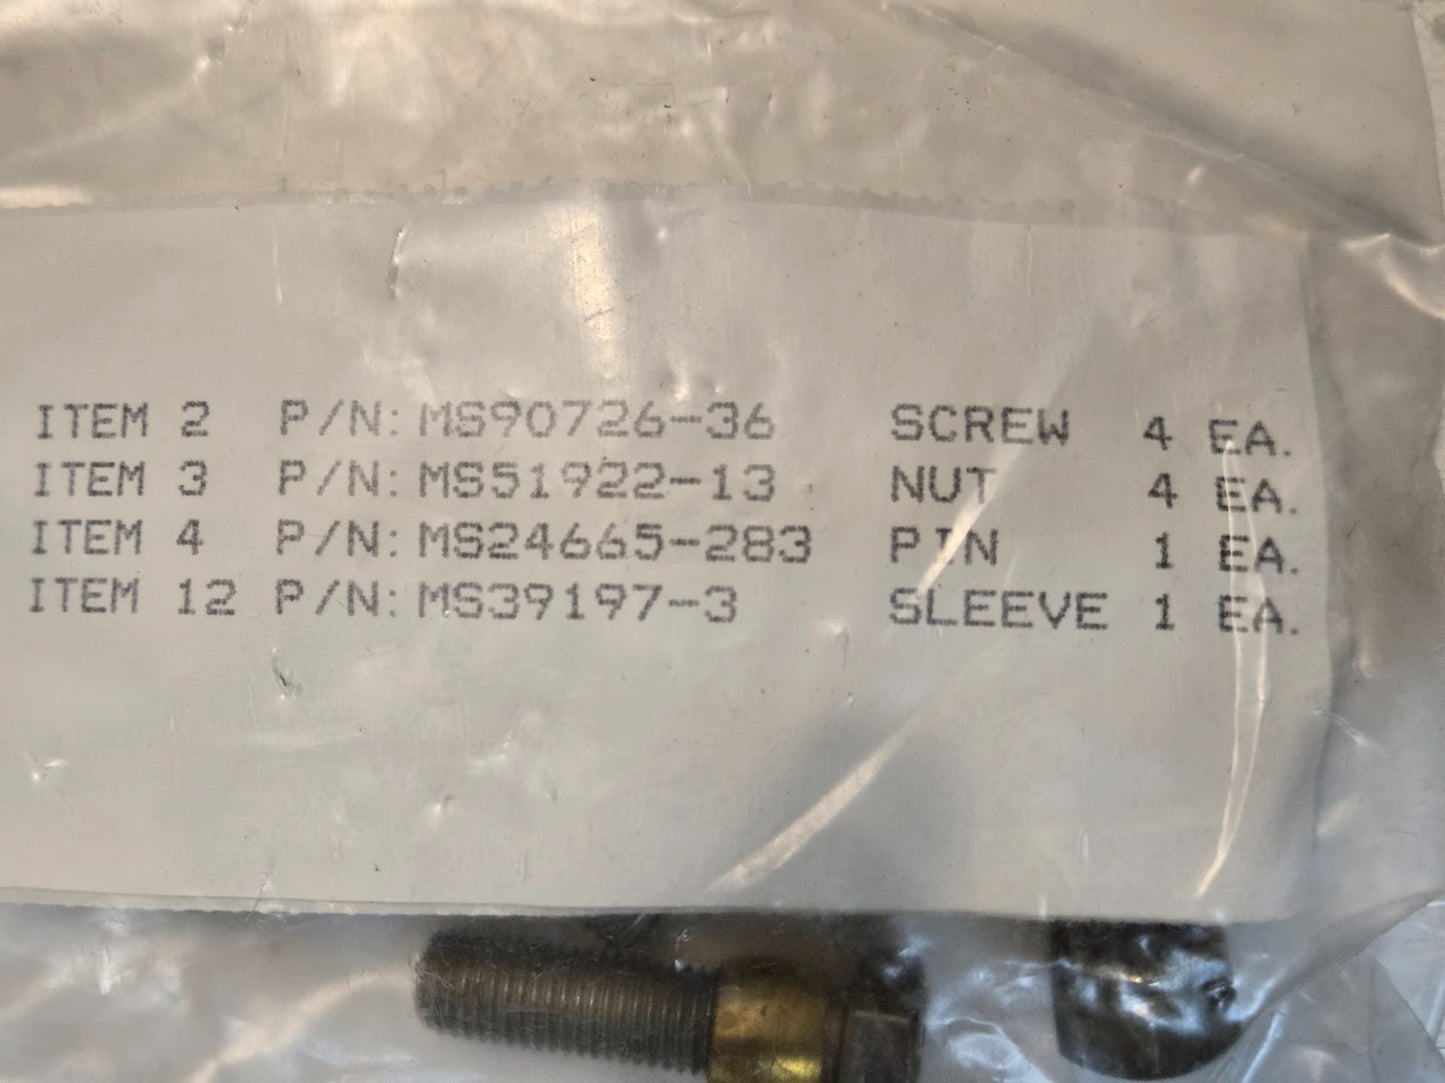 ITEM 2 P/N: MS90726-36 SCREW 4 EA.
ITEM 3 P/N: MS51922-13 NUT 4 EA.
ITEM 4 P/N: MS24665-283 PIN 1 EA.
ITEM 12 P/N: MS39197-3 SLEEVE 1 EA.